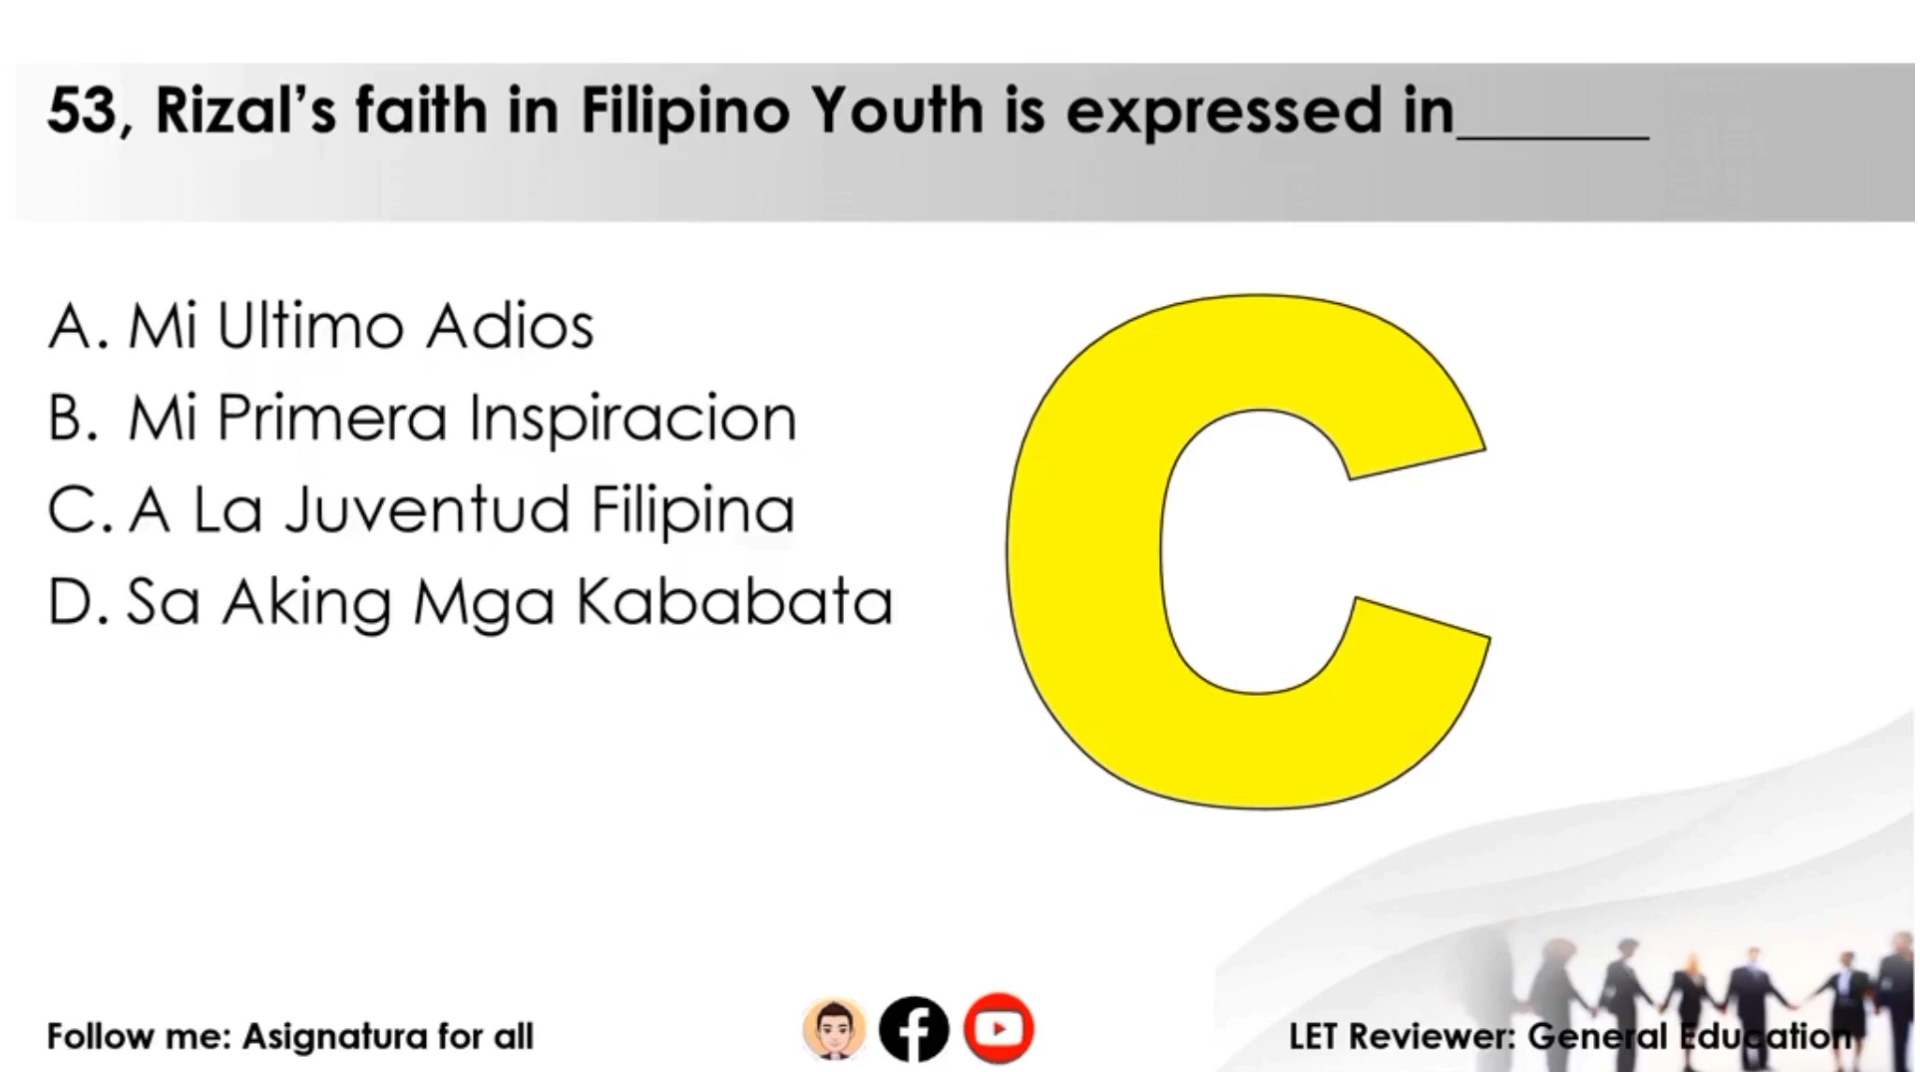 53, Rizal’s faith in Filipino Youth is expressed in______
A. Mi Ultimo Adios
B. Mi Primera Inspiracion
C. A La Juventud Filipina
D. Sa Aking Mga Kababata
C
Follow me: Asignatura for all
LET Reviewer: General Education